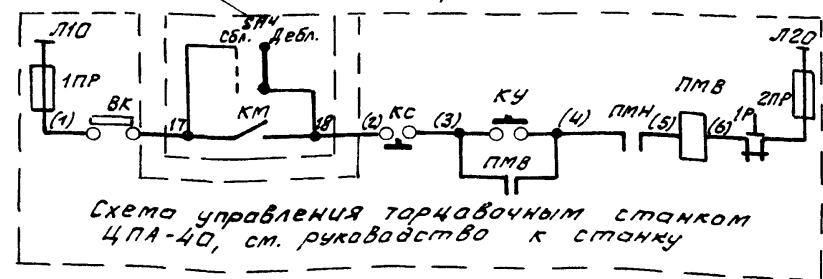 SA4
Сбл. Дебл.
Л10
Л20
1ПР
ВК
КМ
КС
КУ
ПМН
ПМВ
1Р
2ПР
(1)
17
18
(2)
(3)
(4)
(5)
(6)
ПМВ
Схема управления торцавочным станком
ЦПА-40, см. руководство к станку